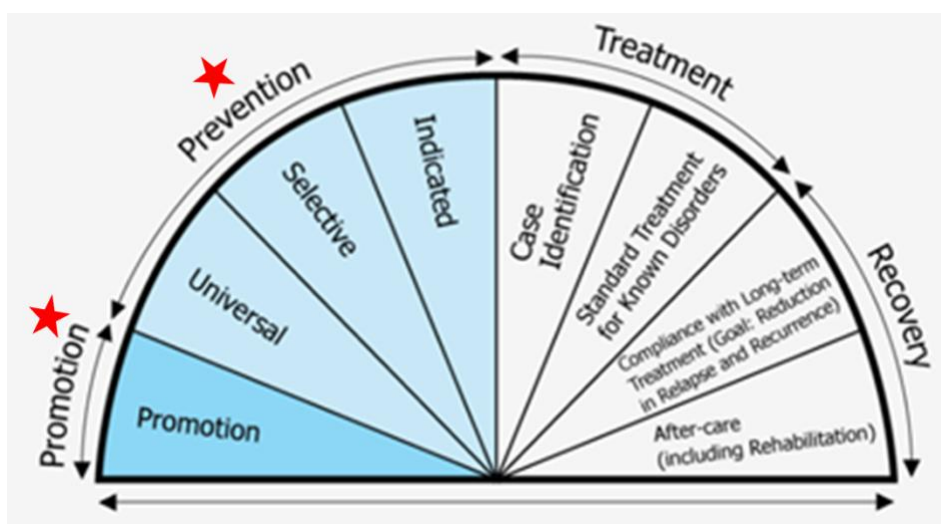 Promotion
Prevention
Treatment
Recovery
Promotion
Universal
Selective
Indicated
Case
Identification
Standard Treatment
for Known Disorders
Compliance with Long-term
Treatment (Goal: Reduction
in Relapse and Recurrence)
After-care
(including Rehabilitation)